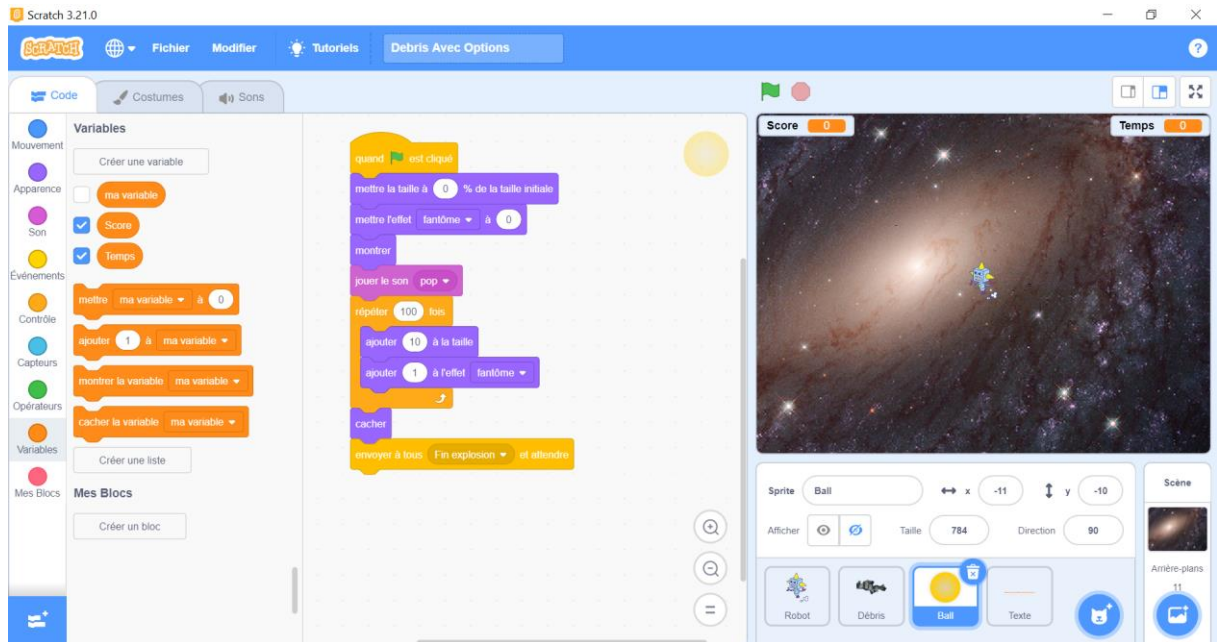 Scratch 3.21.0
SCRATCH
Fichier
Modifier
Tutoriels
Debris Avec Options
?
Code
Costumes
Sons
Mouvement
Apparence
Son
Événements
Contrôle
Capteurs
Opérateurs
Variables
Mes Blocs
Variables
Créer une variable
ma variable
Score
Temps
mettre ma variable à 0
ajouter 1 à ma variable
montrer la variable ma variable
cacher la variable ma variable
Créer une liste
Mes Blocs
Créer un bloc
quand est cliqué
mettre la taille à 0 % de la taille initiale
mettre l'effet fantôme à 0
montrer
jouer le son pop
répéter 100 fois
ajouter 10 à la taille
ajouter 1 à l'effet fantôme
cacher
envoyer à tous Fin explosion et attendre
Score 0
Temps 0
Sprite Ball x -11 y -10
Afficher Taille 784 Direction 90
Robot
Débris
Ball
Texte
Scène
Arrière-plans
11